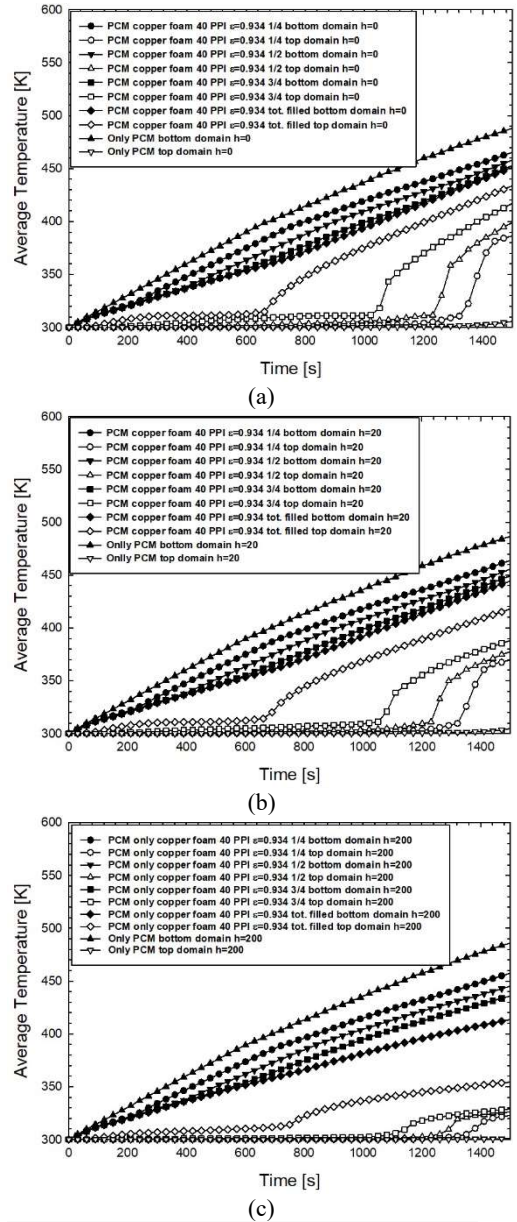 600
550
500
450
400
350
300
Average Temperature [K]
PCM copper foam 40 PPI ε=0.934 1/4 bottom domain h=0
PCM copper foam 40 PPI ε=0.934 1/4 top domain h=0
PCM copper foam 40 PPI ε=0.934 1/2 bottom domain h=0
PCM copper foam 40 PPI ε=0.934 1/2 top domain h=0
PCM copper foam 40 PPI ε=0.934 3/4 bottom domain h=0
PCM copper foam 40 PPI ε=0.934 3/4 top domain h=0
PCM copper foam 40 PPI ε=0.934 tot. filled bottom domain h=0
PCM copper foam 40 PPI ε=0.934 tot. filled top domain h=0
Only PCM bottom domain h=0
Only PCM top domain h=0
0 200 400 600 800 1000 1200 1400
Time [s]
(a)
600
550
500
450
400
350
300
Average Temperature [K]
PCM copper foam 40 PPI ε=0.934 1/4 bottom domain h=20
PCM copper foam 40 PPI ε=0.934 1/4 top domain h=20
PCM copper foam 40 PPI ε=0.934 1/2 bottom domain h=20
PCM copper foam 40 PPI ε=0.934 1/2 top domain h=20
PCM copper foam 40 PPI ε=0.934 3/4 bottom domain h=20
PCM copper foam 40 PPI ε=0.934 3/4 top domain h=20
PCM copper foam 40 PPI ε=0.934 tot. filled bottom domain h=20
PCM copper foam 40 PPI ε=0.934 tot. filled top domain h=20
Onlly PCM bottom domain h=20
Only PCM top domain h=20
0 200 400 600 800 1000 1200 1400
Time [s]
(b)
600
550
500
450
400
350
300
Average Temperature [K]
PCM only copper foam 40 PPI ε=0.934 1/4 bottom domain h=200
PCM only copper foam 40 PPI ε=0.934 1/4 top domain h=200
PCM only copper foam 40 PPI ε=0.934 1/2 bottom domain h=200
PCM only copper foam 40 PPI ε=0.934 1/2 top domain h=200
PCM only copper foam 40 PPI ε=0.934 3/4 bottom domain h=200
PCM only copper foam 40 PPI ε=0.934 3/4 top domain h=200
PCM only copper foam 40 PPI ε=0.934 tot. filled bottom domain h=200
PCM only copper foam 40 PPI ε=0.934 tot. filled top domain h=200
Only PCM bottom domain h=200
Only PCM top domain h=200
0 200 400 600 800 1000 1200 1400
Time [s]
(c)